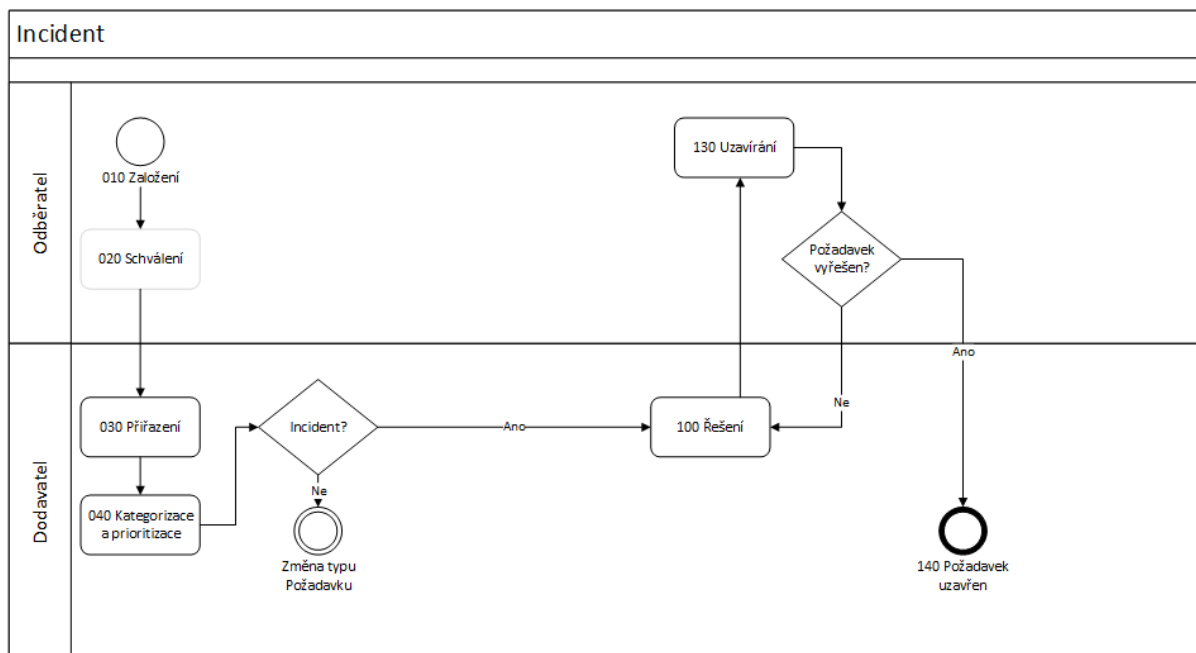 Incident
Odběratel
010 Založení
020 Schválení
130 Uzavírání
Požadavek
vyřešen?
Ano
Ne
Dodavatel
030 Přiřazení
040 Kategorizace
a prioritizace
Incident?
Ano
Ne
Změna typu
Požadavku
100 Řešení
140 Požadavek
uzavřen